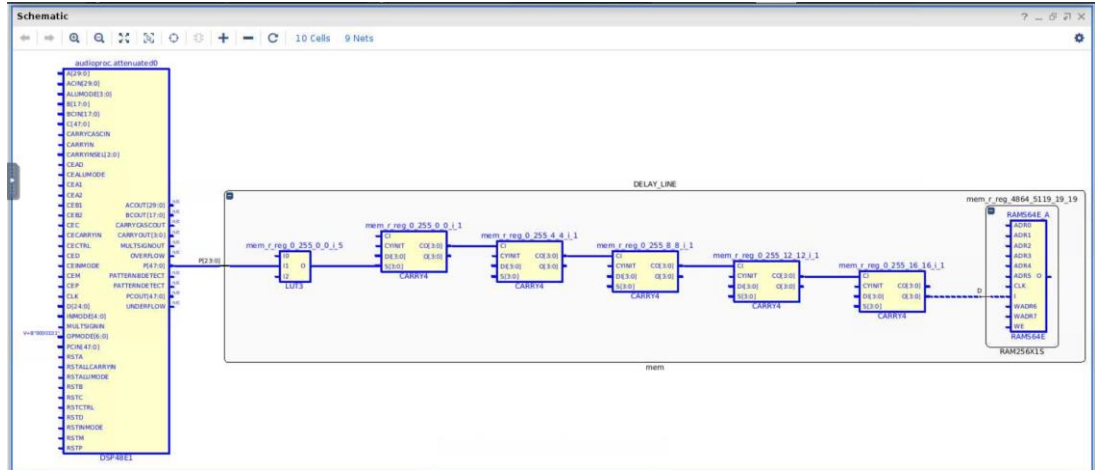 Schematic
10 Cells 9 Nets
audioproc.attenuated0
A[29:0]
ACIN[29:0]
ALUMODE[3:0]
B[17:0]
BCIN[17:0]
C[47:0]
CARRYCASCIN
CARRYIN
CARRYINSEL[2:0]
CEAD
CEALUMODE
CEA1
CEA2
CEB1
CEB2
CEC
CECARRYIN
CECTRL
CED
CEINMODE
CEM
CEP
CLK
D[24:0]
INMODE[4:0]
MULTSIGNIN
OPMODE[6:0]
PCIN[47:0]
RSTA
RSTALLCARRYIN
RSTALUMODE
RSTB
RSTC
RSTCTRL
RSTD
RSTINMODE
RSTM
RSTP
ACOUT[29:0]
BCOUT[17:0]
CARRYCASCOUT
CARRYOUT[3:0]
MULTSIGNOUT
OVERFLOW
P[47:0]
PATTERNBDETECT
PATTERNDETECT
PCOUT[47:0]
UNDERFLOW
DSP48E1
P[23:0]
DELAY_LINE
mem_r_reg_0_255_0_0_i_5
I0
I1 O
I2
LUT3
mem_r_reg_0_255_0_0_i_1
CI
CYINIT CO[3:0]
DI[3:0] O[3:0]
S[3:0]
CARRY4
mem_r_reg_0_255_4_4_i_1
CI
CYINIT CO[3:0]
DI[3:0] O[3:0]
S[3:0]
CARRY4
mem_r_reg_0_255_8_8_i_1
CI
CYINIT CO[3:0]
DI[3:0] O[3:0]
S[3:0]
CARRY4
mem_r_reg_0_255_12_12_i_1
CI
CYINIT CO[3:0]
DI[3:0] O[3:0]
S[3:0]
CARRY4
mem_r_reg_0_255_16_16_i_1
CI
CYINIT CO[3:0]
DI[3:0] O[3:0]
S[3:0]
CARRY4
D
mem_r_reg_4864_5119_19_19
RAMS64E_A
ADR0
ADR1
ADR2
ADR3
ADR4
ADR5 O
CLK
I
WADR6
WADR7
WE
RAMS64E
RAM256X1S
mem